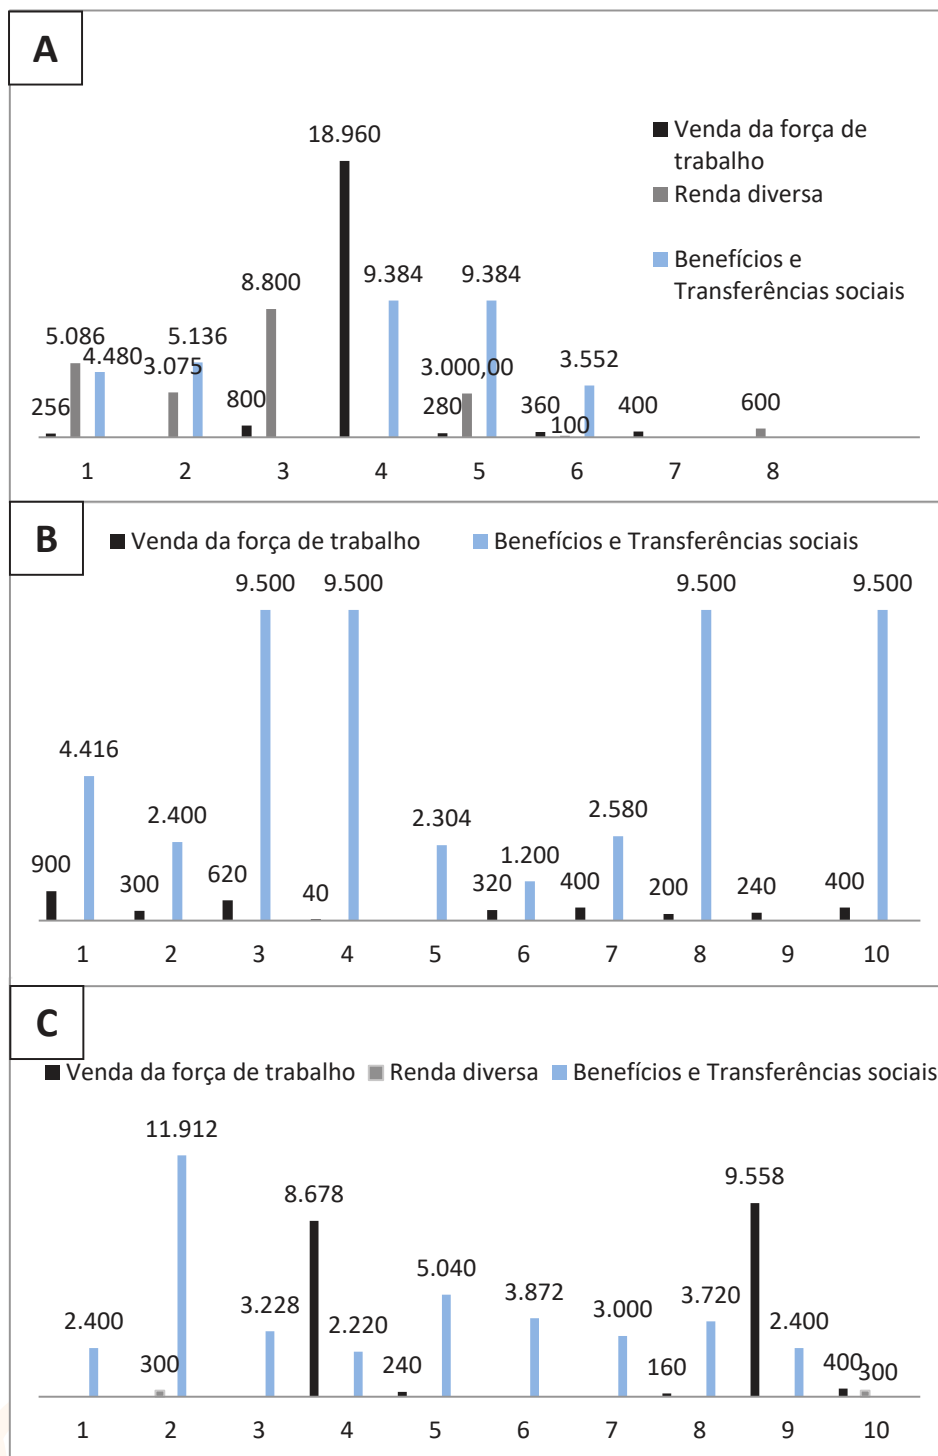 A
Venda da força de
trabalho
Renda diversa
Benefícios e
Transferências sociais
18.960
9.384 9.384
8.800
5.086 5.136
4.480 3.075 3.000,00 3.552
256 800 280 360 100 400 600
1 2 3 4 5 6 7 8
B
Venda da força de trabalho Benefícios e Transferências sociais
9.500 9.500 9.500 9.500
4.416
2.400 2.304 2.580
900 300 620 40 320 1.200 400 200 240 400
1 2 3 4 5 6 7 8 9 10
C
Venda da força de trabalho Renda diversa Benefícios e Transferências sociais
11.912
8.678 9.558
5.040
2.400 3.228 2.220 3.872 3.000 3.720 2.400
300 240 160 400 300
1 2 3 4 5 6 7 8 9 10